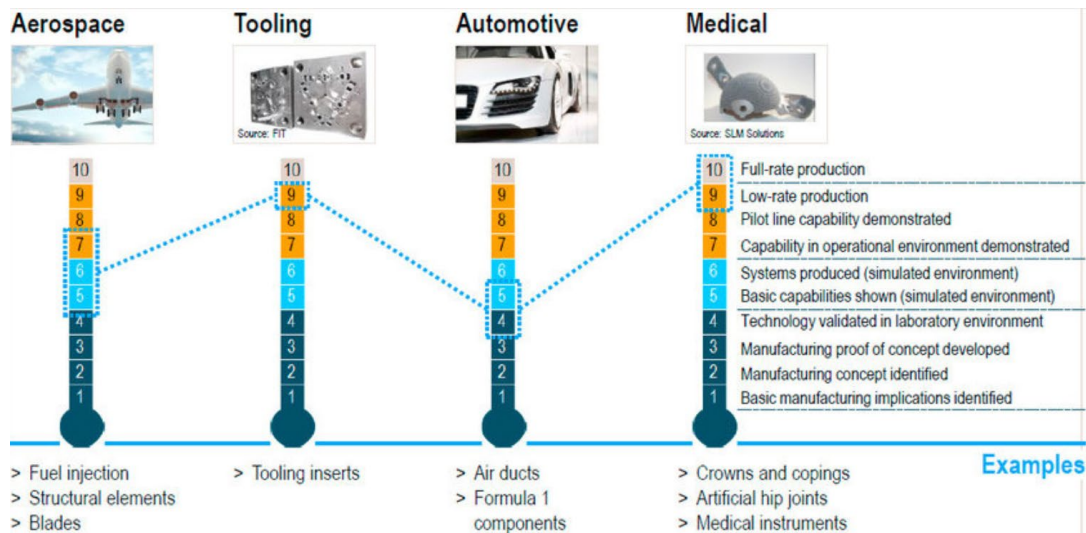 Aerospace
Tooling
Automotive
Medical
Source: FIT
Source: SLM Solutions
10 10 10 10 Full-rate production
9 9 9 9 Low-rate production
8 8 8 8 Pilot line capability demonstrated
7 7 7 7 Capability in operational environment demonstrated
6 6 6 6 Systems produced (simulated environment)
5 5 5 5 Basic capabilities shown (simulated environment)
4 4 4 4 Technology validated in laboratory environment
3 3 3 3 Manufacturing proof of concept developed
2 2 2 2 Manufacturing concept identified
1 1 1 1 Basic manufacturing implications identified
Examples
> Fuel injection
> Structural elements
> Blades
> Tooling inserts
> Air ducts
> Formula 1
components
> Crowns and copings
> Artificial hip joints
> Medical instruments